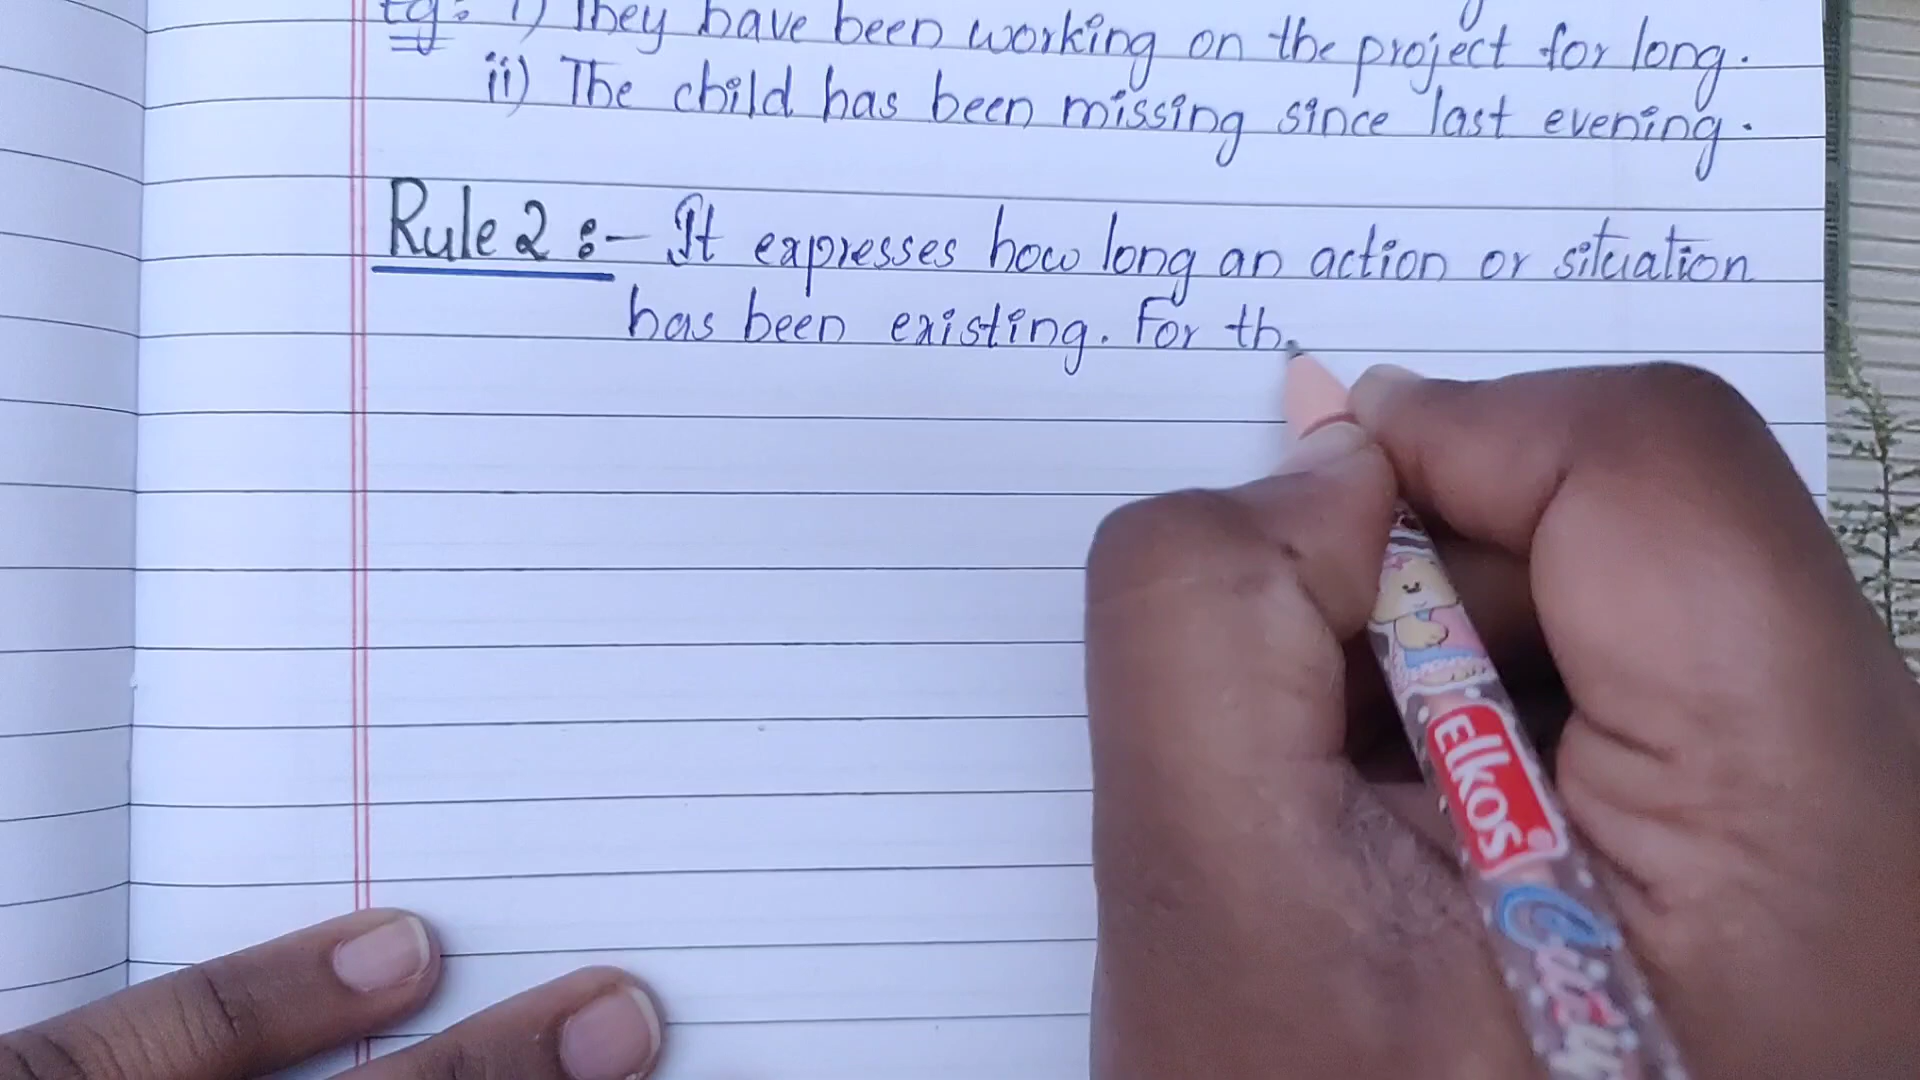 Eg: i) They have been working on the project for long.
ii) The child has been missing since last evening.
Rule 2 :- It expresses how long an action or situation
has been existing. For th
Elkos